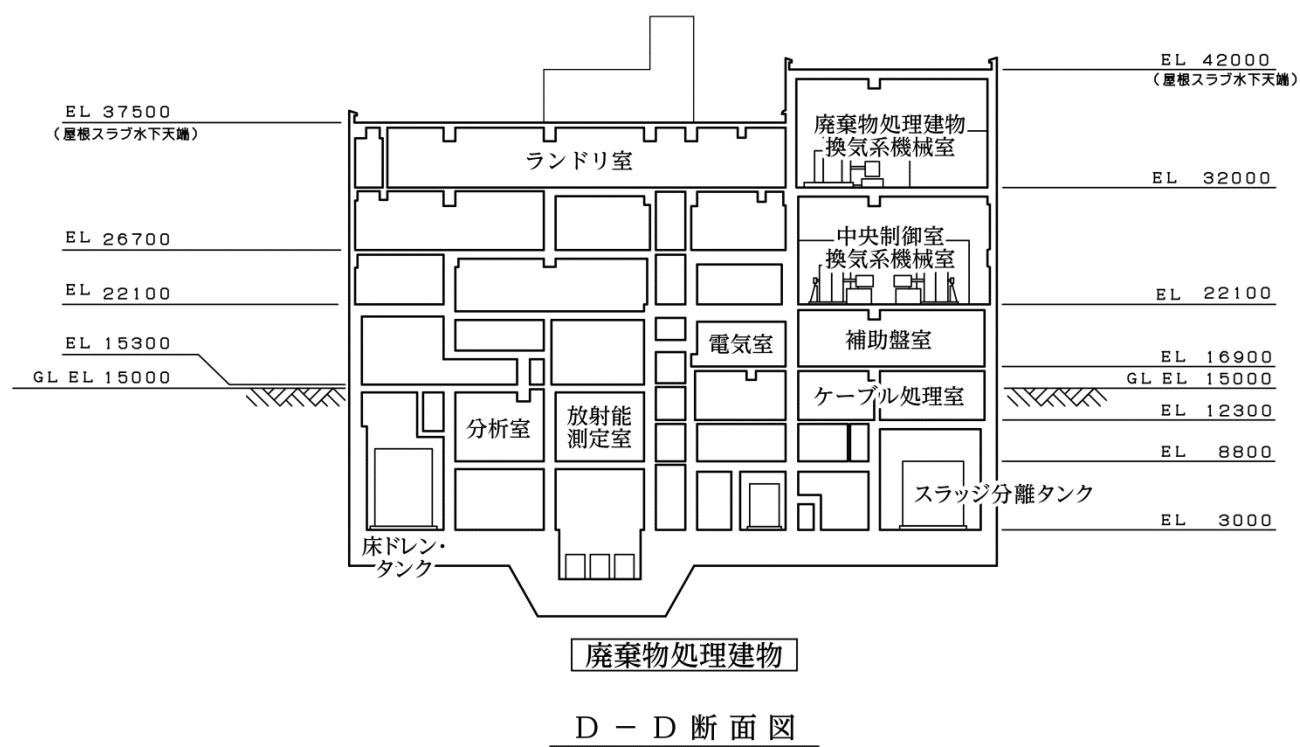 EL 42000
(屋根スラブ水下天端)
EL 37500
(屋根スラブ水下天端)
廃棄物処理建物
換気系機械室
ランドリ室
EL 32000
EL 26700
中央制御室
換気系機械室
EL 22100
EL 22100
EL 15300
電気室
補助盤室
EL 16900
GL EL 15000
GL EL 15000
ケーブル処理室
EL 12300
分析室
放射能
測定室
EL 8800
スラッジ分離タンク
EL 3000
床ドレン・
タンク
廃棄物処理建物
D－D断面図